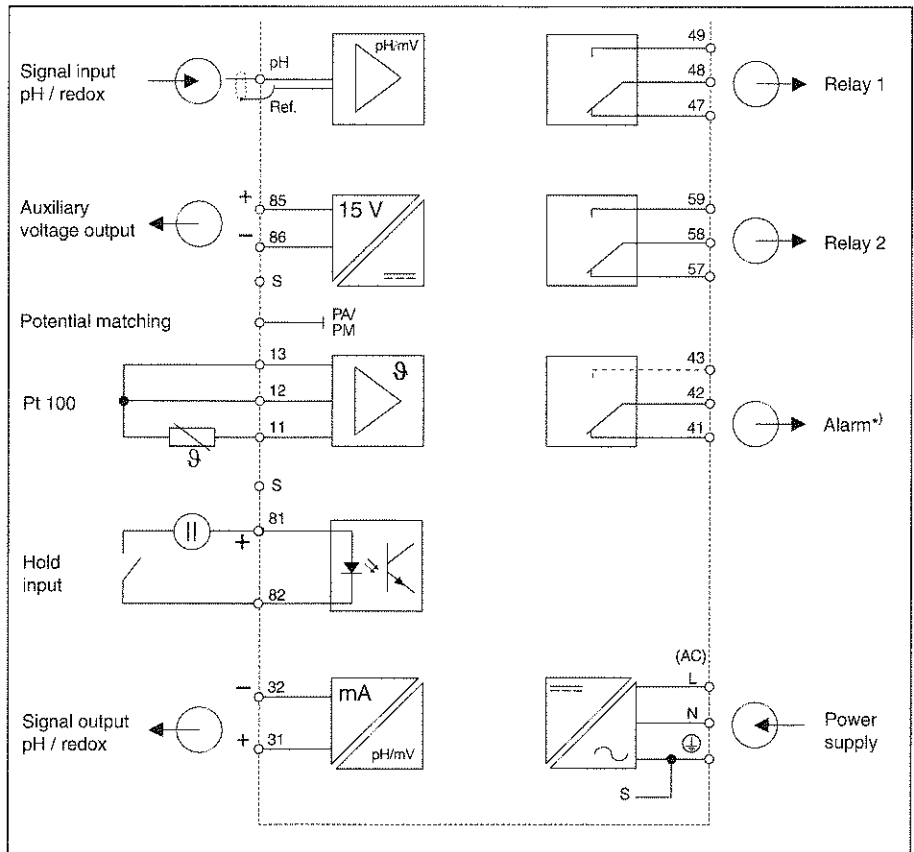 Signal input
pH / redox
pH
Ref.
pH/mV
Auxiliary
voltage output
+
85
−
86
15 V
S
Potential matching
PA/
PM
Pt 100
13
12
11
ϑ
ϑ
S
Hold
input
81
+
82
Signal output
pH / redox
−
32
+
31
mA
pH/mV
49
48
47
Relay 1
59
58
57
Relay 2
43
42
41
Alarm*)
(AC)
L
N
S
Power
supply